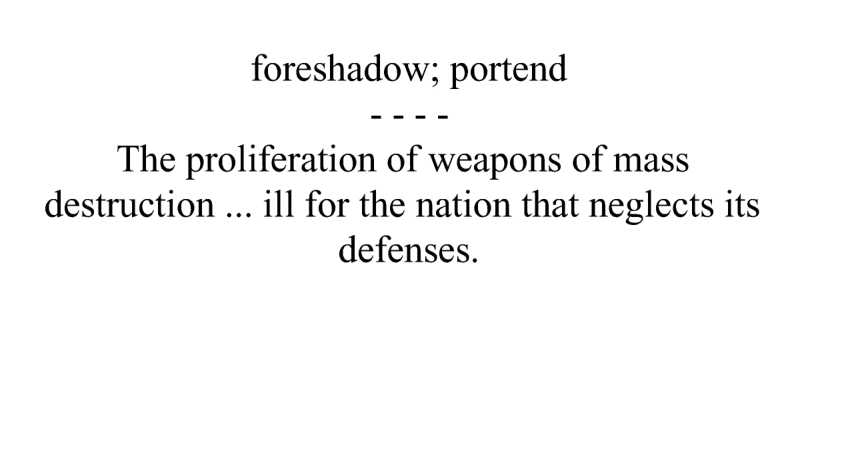 foreshadow; portend
- - - -
The proliferation of weapons of mass
destruction ... ill for the nation that neglects its
defenses.